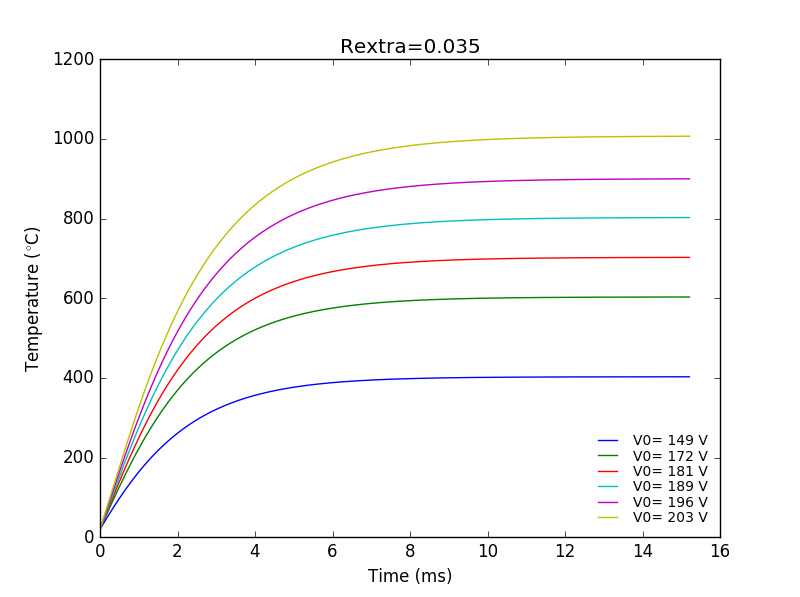 Rextra=0.035
1200
1000
800
600
400
200
0
Temperature (°C)
0 2 4 6 8 10 12 14 16
Time (ms)
V0= 149 V
V0= 172 V
V0= 181 V
V0= 189 V
V0= 196 V
V0= 203 V